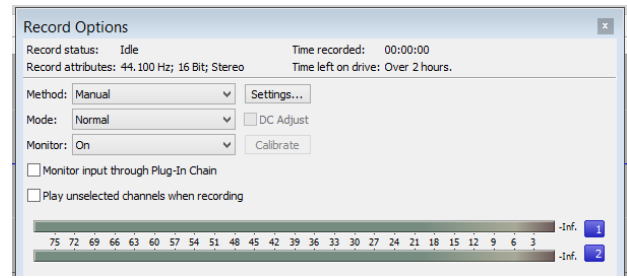 Record Options x
Record status: Idle Time recorded: 00:00:00
Record attributes: 44.100 Hz; 16 Bit; Stereo Time left on drive: Over 2 hours.
Method: Manual Settings...
Mode: Normal DC Adjust
Monitor: On Calibrate
Monitor input through Plug-In Chain
Play unselected channels when recording
-Inf. 1
75 72 69 66 63 60 57 54 51 48 45 42 39 36 33 30 27 24 21 18 15 12 9 6 3
-Inf. 2